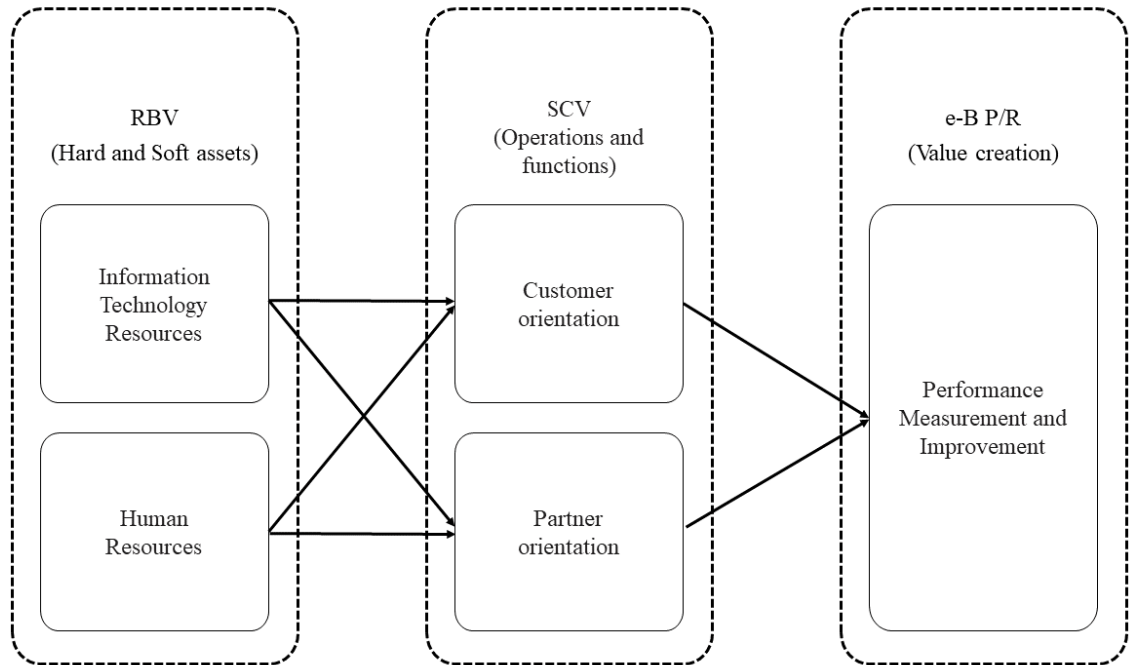 RBV
(Hard and Soft assets)
Information
Technology
Resources
Human
Resources
SCV
(Operations and
functions)
Customer
orientation
Partner
orientation
e-B P/R
(Value creation)
Performance
Measurement and
Improvement